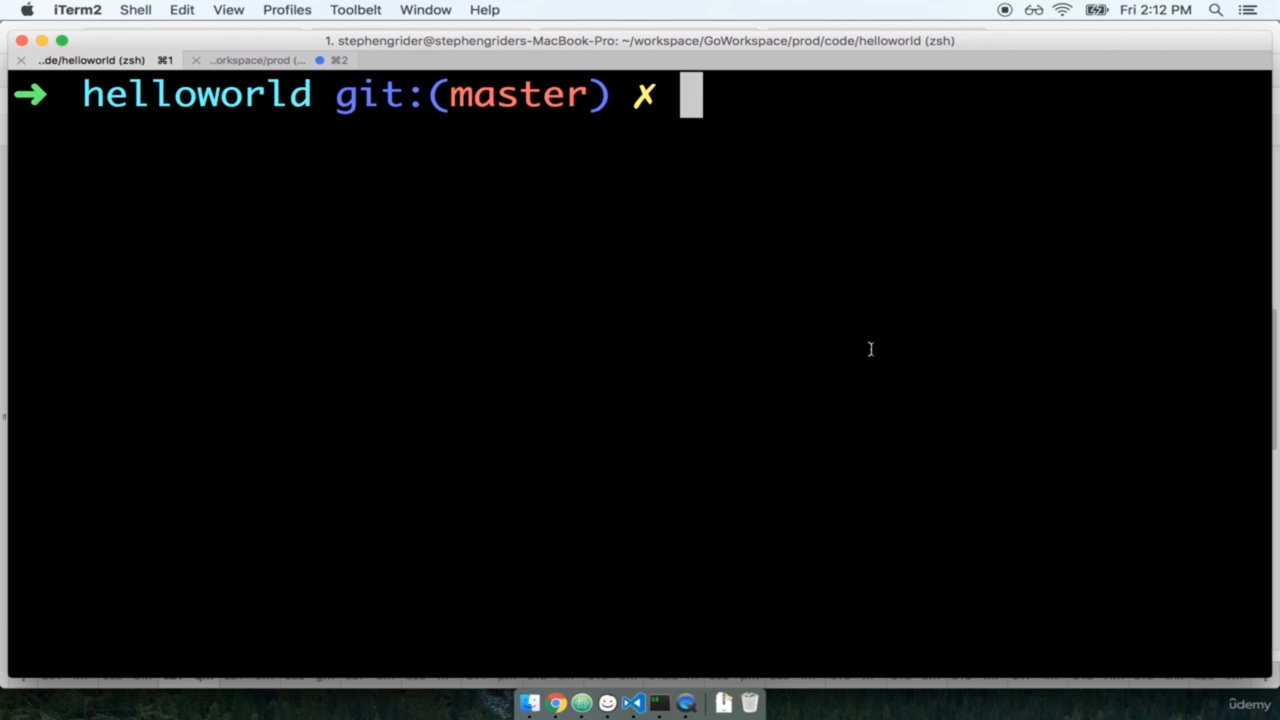 iTerm2 Shell Edit View Profiles Toolbelt Window Help Fri 2:12 PM
1. stephengrider@stephengriders-MacBook-Pro: ~/workspace/GoWorkspace/prod/code/helloworld (zsh)
..de/helloworld (zsh) ⌘1 ..orkspace/prod (... ⌘2
➜ helloworld git:(master) ✗
ûdemy